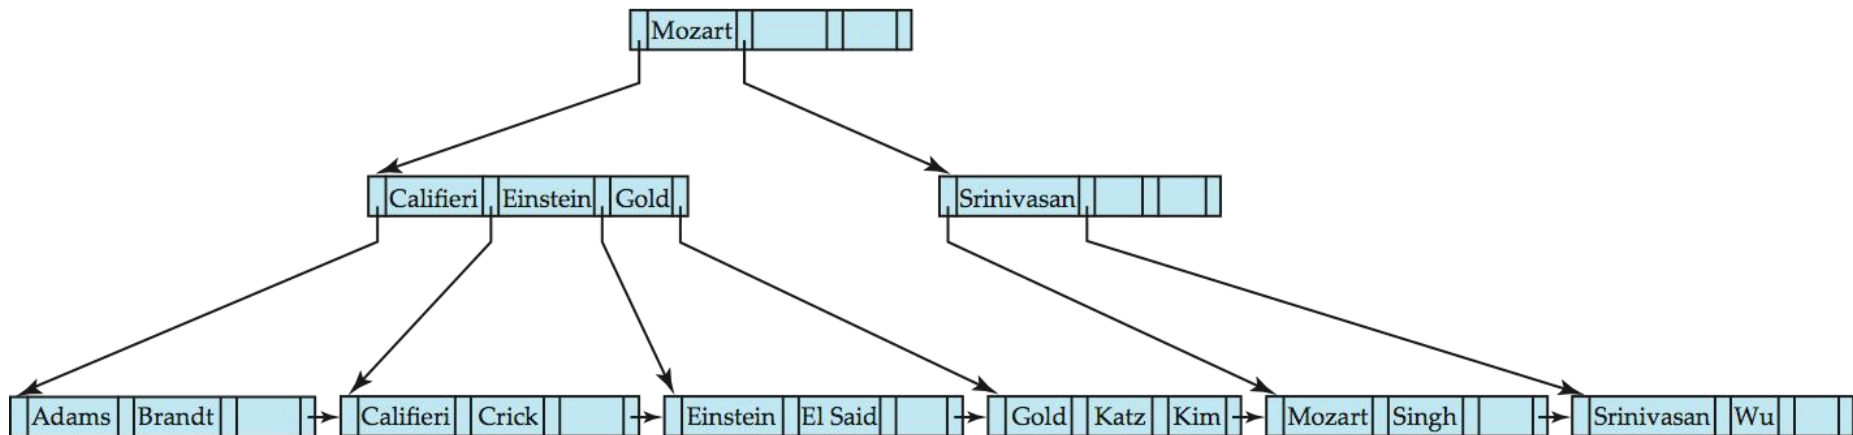 Mozart
Califieri Einstein Gold Srinivasan
Adams Brandt Califieri Crick Einstein El Said Gold Katz Kim Mozart Singh Srinivasan Wu